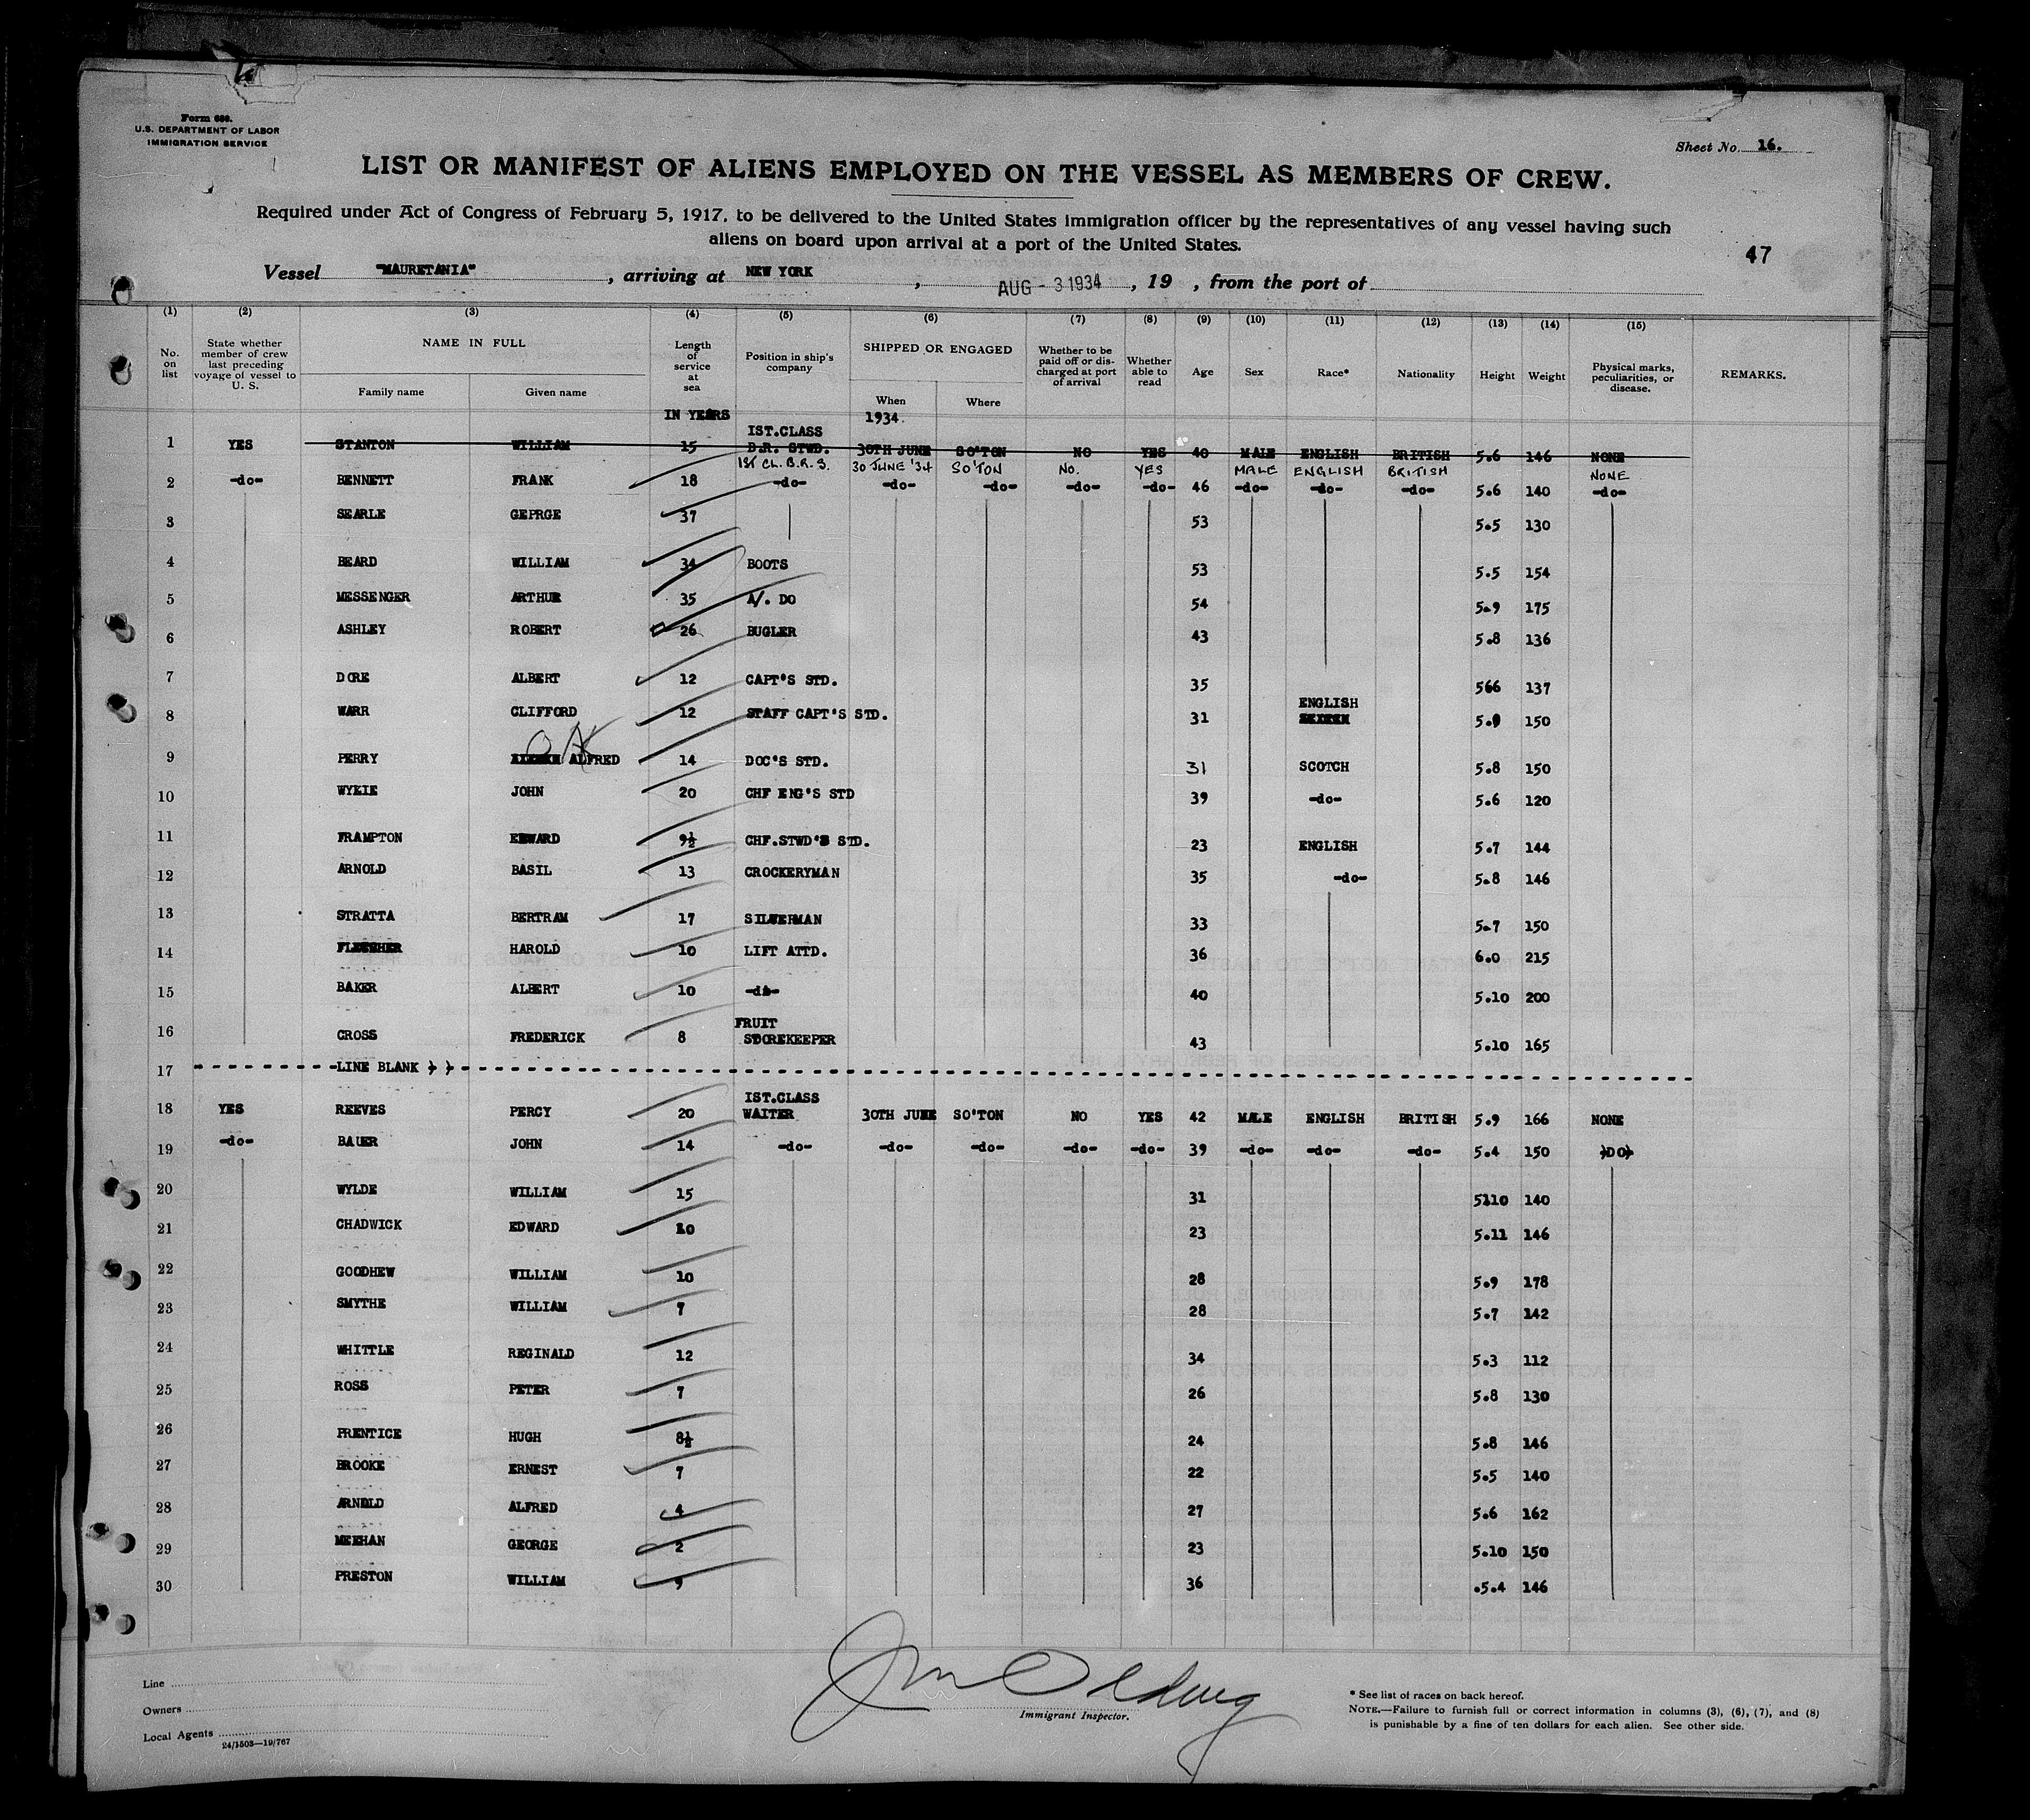 Form 680.
U.S. DEPARTMENT OF LABOR
IMMIGRATION SERVICE
Sheet No. 16.
LIST OR MANIFEST OF ALIENS EMPLOYED ON THE VESSEL AS MEMBERS OF CREW.
Required under Act of Congress of February 5, 1917, to be delivered to the United States immigration officer by the representatives of any vessel having such
aliens on board upon arrival at a port of the United States.
47
Vessel "MAURETANIA", arriving at NEW YORK, AUG - 3 1934, 19 , from the port of
(1) (2) (3) (4) (5) (6) (7) (8) (9) (10) (11) (12) (13) (14) (15)
No. on list State whether member of crew last preceding voyage of vessel to U. S. NAME IN FULL Family name Given name Length of service at sea Position in ship's company SHIPPED OR ENGAGED When Where Whether to be paid off or discharged at port of arrival Whether able to read Age Sex Race* Nationality Height Weight Physical marks, peculiarities, or disease. REMARKS.
IN YEARS 1934.
1 YES STANTON WILLIAM 15 IST.CLASS B.R. STWD. 30TH JUNE SO'TON NO YES 40 MALE ENGLISH BRITISH 5.6 146 NONE
1ST CL. B.R.S. 30 JUNE '34 SO'TON No. YES MALE ENGLISH BRITISH NONE
2 -do- BENNETT FRANK 18 -do- -do- -do- -do- -do- 46 -do- -do- -do- 5.6 140 -do-
3 SEARLE GEPRGE 37 53 5.5 130
4 BEARD WILLIAM 34 BOOTS 53 5.5 154
5 MESSENGER ARTHUR 35 A/. DO 54 5.9 175
6 ASHLEY ROBERT 26 BUGLER 43 5.8 136
7 DORE ALBERT 12 CAPT'S STD. 35 566 137
8 WARR CLIFFORD 12 STAFF CAPT'S STD. 31 ENGLISH 5.9 150
OK
9 PERRY ALFRED 14 DOC'S STD. 31 SCOTCH 5.8 150
10 WYLIE JOHN 20 CHF ENG'S STD 39 -do- 5.6 120
11 FRAMPTON EDWARD 9½ CHF.STWD'S STD. 23 ENGLISH 5.7 144
12 ARNOLD BASIL 13 CROCKERYMAN 35 -do- 5.8 146
13 STRATTA BERTRAM 17 SILVERMAN 33 5.7 150
14 FLETCHER HAROLD 10 LIFT ATTD. 36 6.0 215
15 BAKER ALBERT 10 -do- 40 5.10 200
16 CROSS FREDERICK 8 FRUIT STOREKEEPER 43 5.10 165
17 - - - - LINE BLANK - - - -
18 YES REEVES PERCY 20 IST.CLASS WAITER 30TH JUNE SO'TON NO YES 42 MALE ENGLISH BRITISH 5.9 166 NONE
19 -do- BAUER JOHN 14 -do- -do- -do- -do- -do- 39 -do- -do- -do- 5.4 150 )DO)
20 WYLDE WILLIAM 15 31 5110 140
21 CHADWICK EDWARD 10 23 5.11 146
22 GOODHEW WILLIAM 10 28 5.9 178
23 SMYTHE WILLIAM 7 28 5.7 142
24 WHITTLE REGINALD 12 34 5.3 112
25 ROSS PETER 7 26 5.8 130
26 PRENTICE HUGH 8½ 24 5.8 146
27 BROOKE ERNEST 7 22 5.5 140
28 ARNOLD ALFRED 4 27 5.6 162
29 MEEHAN GEORGE 2 23 5.10 150
30 PRESTON WILLIAM 9 36 .5.4 146
Line
Owners
Local Agents
24/1503—19/767
Immigrant Inspector.
* See list of races on back hereof.
NOTE.—Failure to furnish full or correct information in columns (3), (6), (7), and (8)
is punishable by a fine of ten dollars for each alien. See other side.